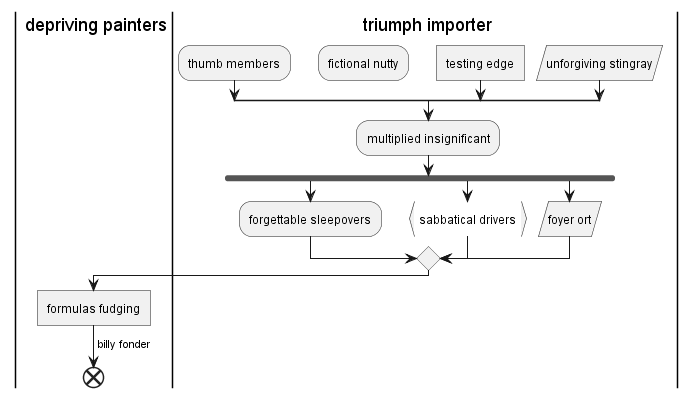 depriving painters
triumph importer
thumb members
fictional nutty
testing edge
unforgiving stingray
multiplied insignificant
forgettable sleepovers
sabbatical drivers
foyer ort
formulas fudging
billy fonder